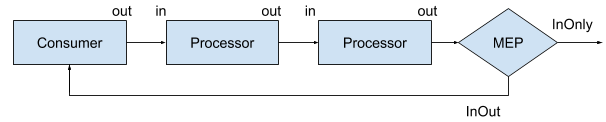 out in out in out
InOnly
Consumer Processor Processor MEP
InOut